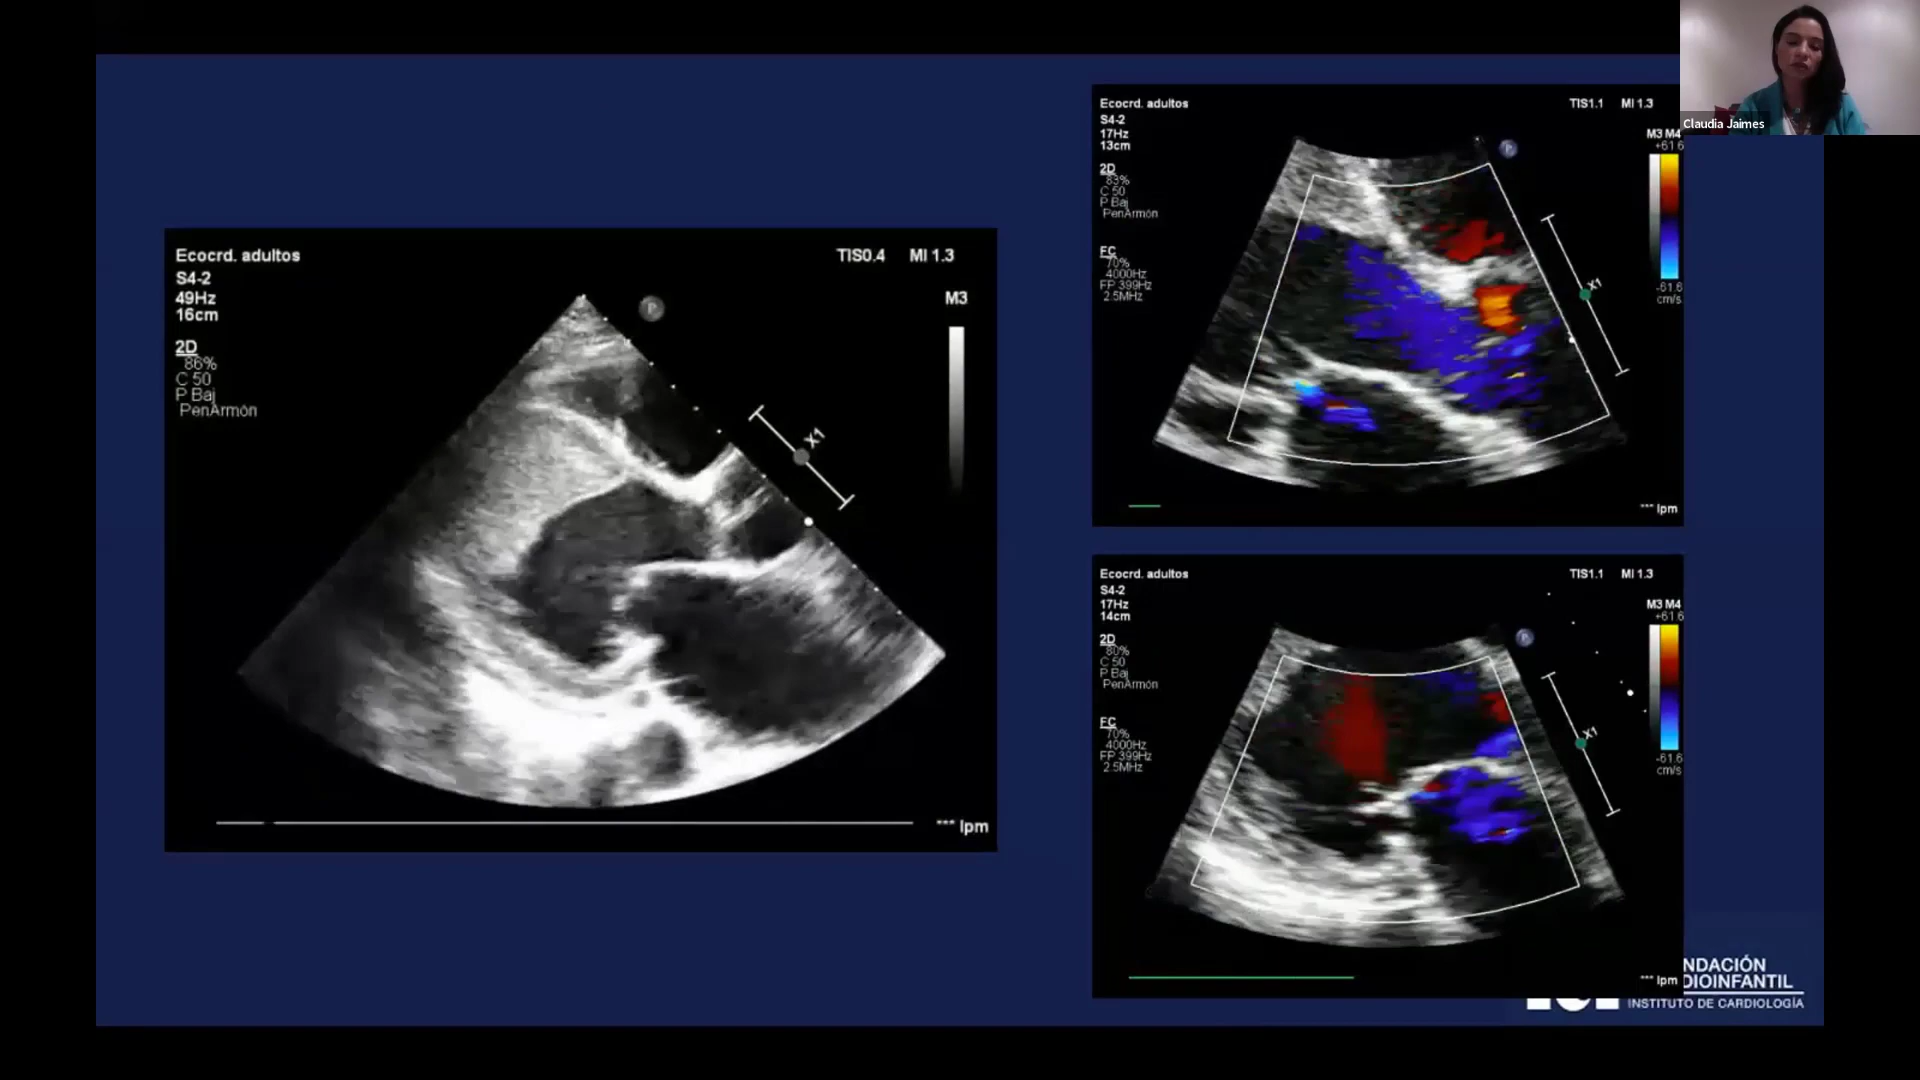 Ecocrd. adultos
TIS0.4 MI 1.3
S4-2
49Hz
16cm
2D
86%
C 50
P Baj
PenArmón
M3
X1
*** lpm
Ecocrd. adultos
TIS1.1 MI 1.3
S4-2
17Hz
13cm
2D
83%
C 50
P Baj
PenArmón
FC
70%
4000Hz
FP 399Hz
2.5MHz
M3 M4
+61.6
-61.6
cm/s
P
X1
*** lpm
Ecocrd. adultos
TIS1.1 MI 1.3
S4-2
17Hz
14cm
2D
80%
C 50
P Baj
PenArmón
FC
70%
4000Hz
FP 399Hz
2.5MHz
M3 M4
+61.6
-61.6
cm/s
P
X1
*** lpm
Claudia Jaimes
NDACIÓN
DIOINFANTIL
INSTITUTO DE CARDIOLOGÍA